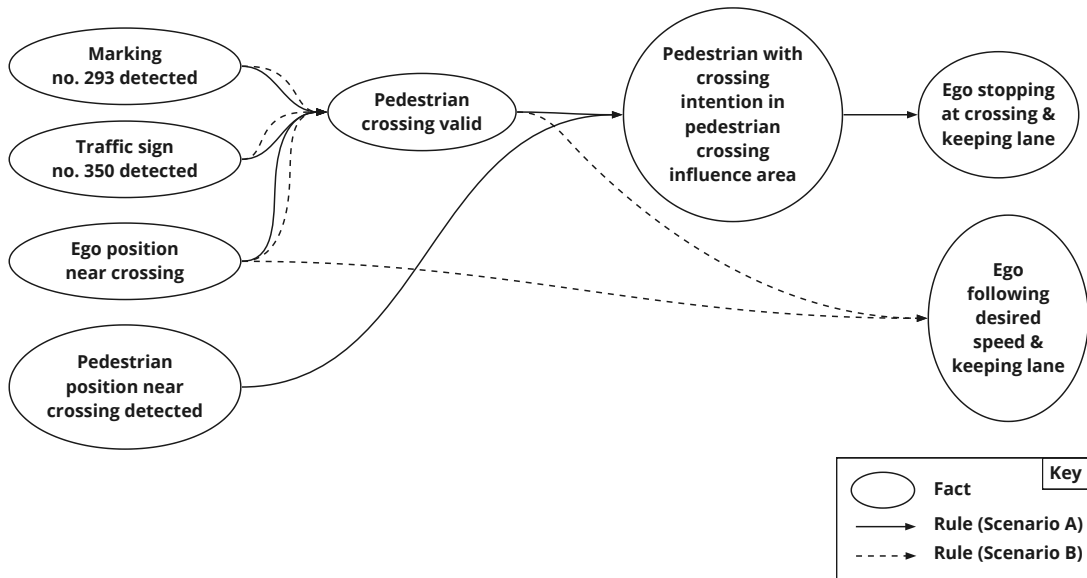 Marking
no. 293 detected
Traffic sign
no. 350 detected
Ego position
near crossing
Pedestrian
position near
crossing detected
Pedestrian
crossing valid
Pedestrian with
crossing
intention in
pedestrian
crossing
influence area
Ego stopping
at crossing &
keeping lane
Ego
following
desired
speed &
keeping lane
Key
Fact
Rule (Scenario A)
Rule (Scenario B)